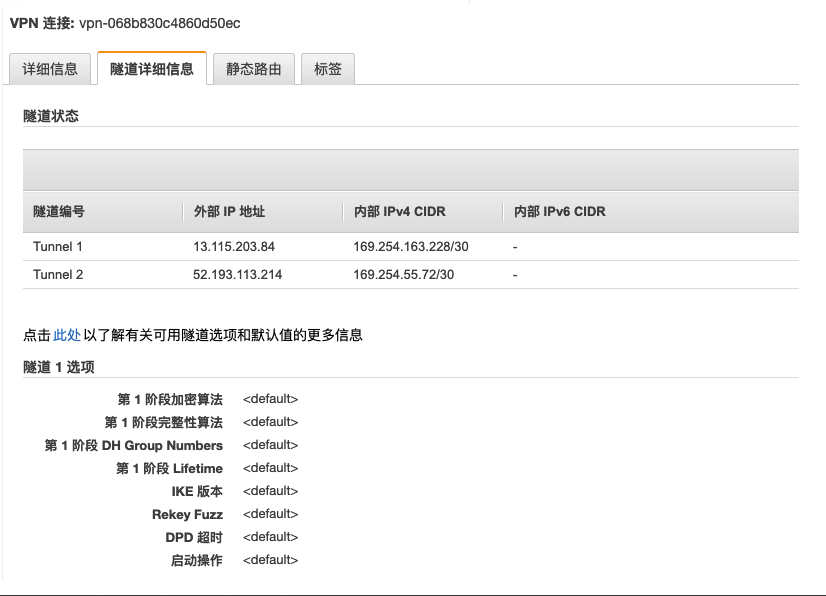 VPN 连接: vpn-068b830c4860d50ec
详细信息 隧道详细信息 静态路由 标签
隧道状态
隧道编号 外部 IP 地址 内部 IPv4 CIDR 内部 IPv6 CIDR
Tunnel 1 13.115.203.84 169.254.163.228/30 -
Tunnel 2 52.193.113.214 169.254.55.72/30 -
点击 此处 以了解有关可用隧道选项和默认值的更多信息
隧道 1 选项
第 1 阶段加密算法 <default>
第 1 阶段完整性算法 <default>
第 1 阶段 DH Group Numbers <default>
第 1 阶段 Lifetime <default>
IKE 版本 <default>
Rekey Fuzz <default>
DPD 超时 <default>
启动操作 <default>